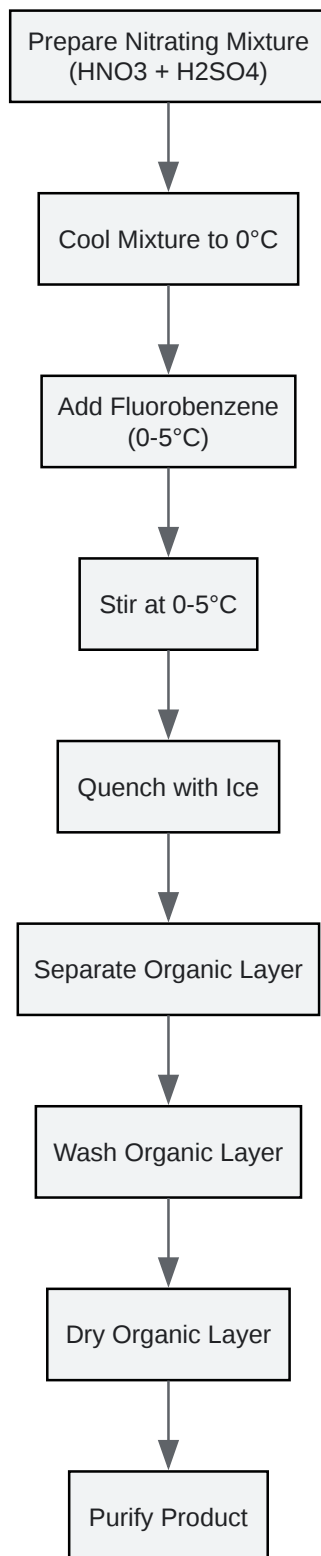 Prepare Nitrating Mixture
(HNO3 + H2SO4)
Cool Mixture to 0°C
Add Fluorobenzene
(0-5°C)
Stir at 0-5°C
Quench with Ice
Separate Organic Layer
Wash Organic Layer
Dry Organic Layer
Purify Product